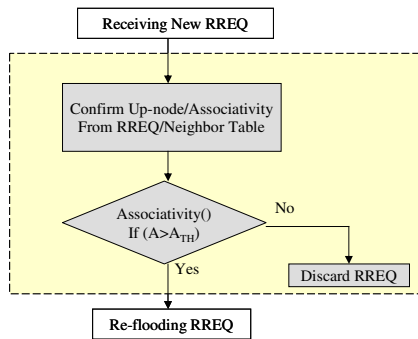 Receiving New RREQ
Confirm Up-node/Associativity
From RREQ/Neighbor Table
Associativity()
If (A>A_TH)
No
Yes
Discard RREQ
Re-flooding RREQ